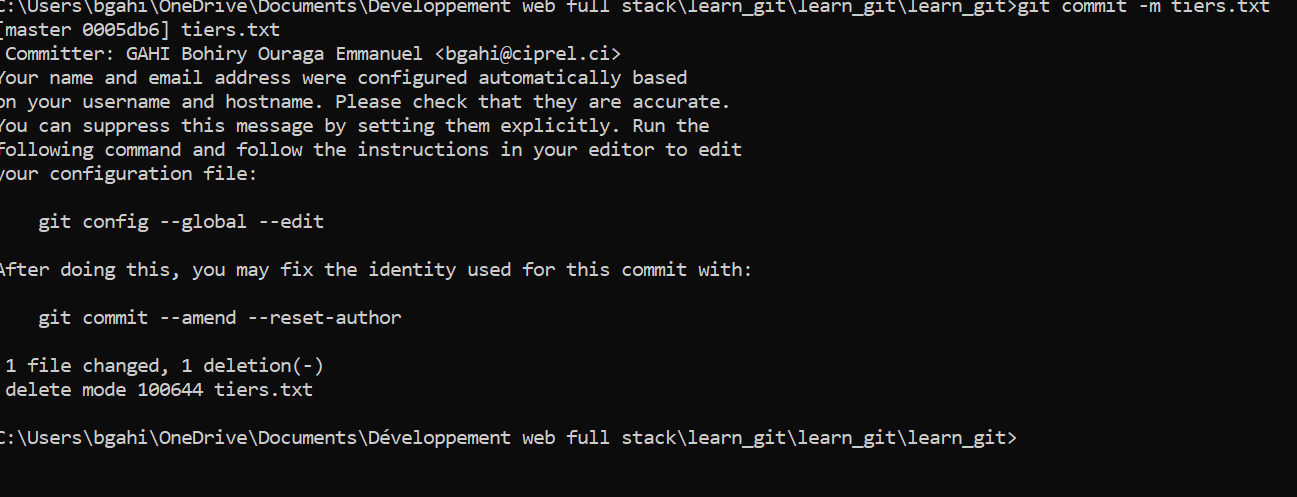 C:\Users\bgahi\OneDrive\Documents\Développement web full stack\learn_git\learn_git\learn_git>git commit -m tiers.txt
[master 0005db6] tiers.txt
Committer: GAHI Bohiry Ouraga Emmanuel <bgahi@ciprel.ci>
Your name and email address were configured automatically based
on your username and hostname. Please check that they are accurate.
You can suppress this message by setting them explicitly. Run the
following command and follow the instructions in your editor to edit
your configuration file:
git config --global --edit
After doing this, you may fix the identity used for this commit with:
git commit --amend --reset-author
1 file changed, 1 deletion(-)
delete mode 100644 tiers.txt
C:\Users\bgahi\OneDrive\Documents\Développement web full stack\learn_git\learn_git\learn_git>